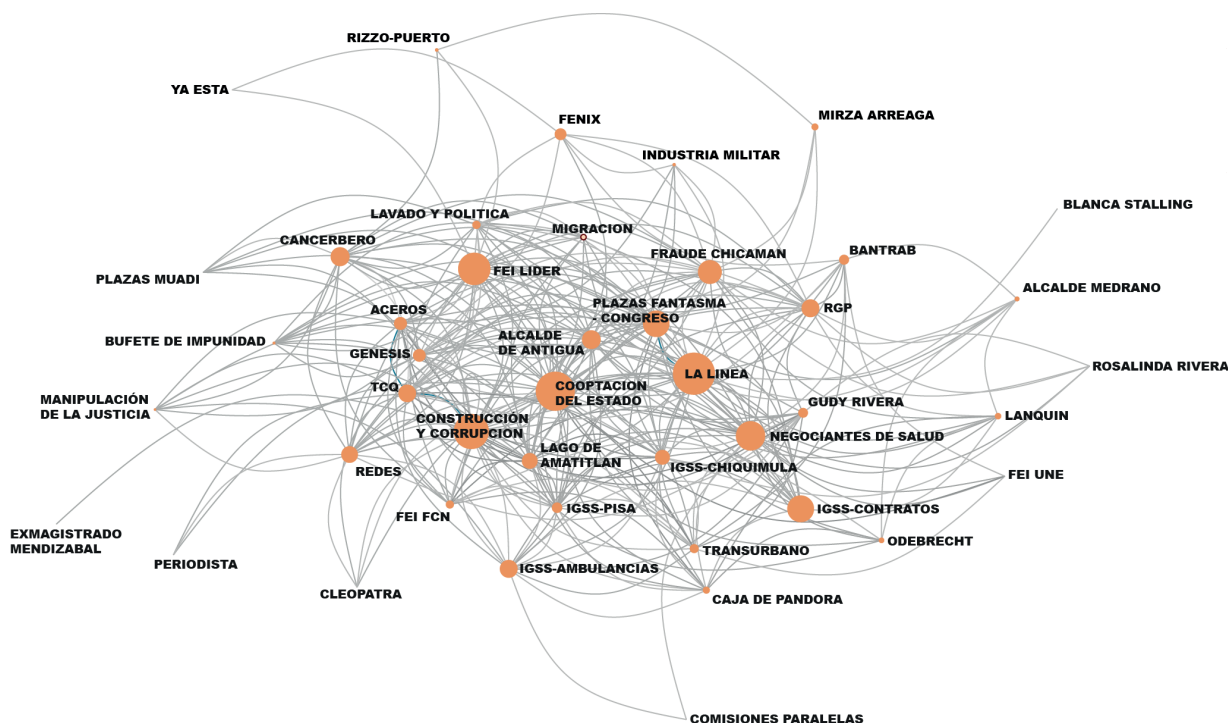 RIZZO-PUERTO
YA ESTA
MIRZA ARREAGA
FENIX
INDUSTRIA MILITAR
BLANCA STALLING
LAVADO Y POLITICA
MIGRACION
CANCERBERO
FRAUDE CHICAMAN
BANTRAB
FEI LIDER
PLAZAS MUADI
ALCALDE MEDRANO
PLAZAS FANTASMA
- CONGRESO
RGP
ACEROS
ALCALDE
DE ANTIGUA
BUFETE DE IMPUNIDAD
GENESIS
ROSALINDA RIVERA
LA LINEA
TCQ
COOPTACION
DEL ESTADO
MANIPULACIÓN
DE LA JUSTICIA
GUDY RIVERA
LANQUIN
CONSTRUCCIÓN
Y CORRUPCION
NEGOCIANTES DE SALUD
LAGO DE
AMATITLAN
IGSS-CHIQUIMULA
REDES
FEI UNE
FEI FCN
IGSS-PISA
IGSS-CONTRATOS
EXMAGISTRADO
MENDIZABAL
ODEBRECHT
TRANSURBANO
PERIODISTA
IGSS-AMBULANCIAS
CLEOPATRA
CAJA DE PANDORA
COMISIONES PARALELAS